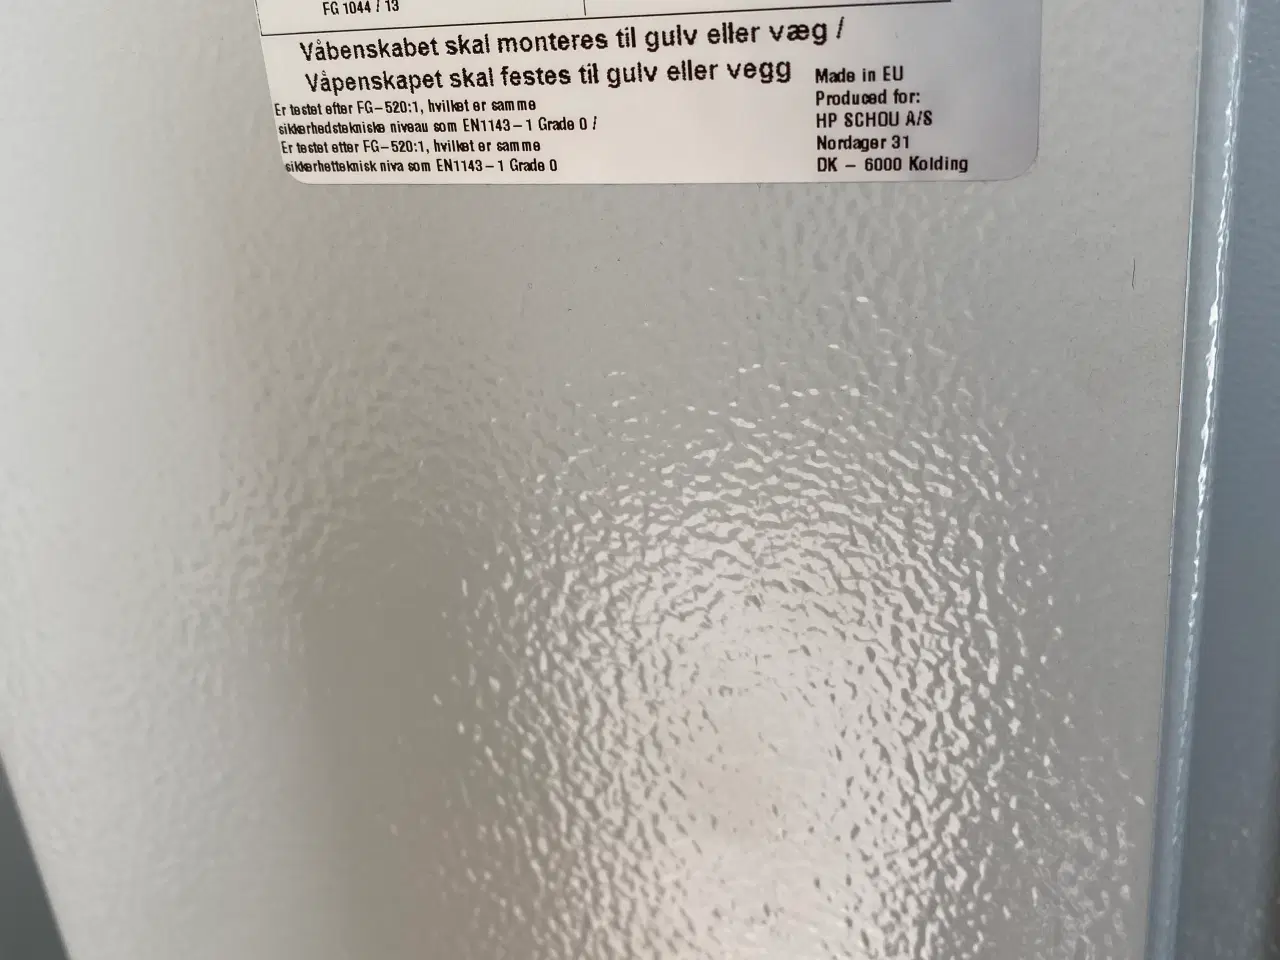 FG 1044 / 13
Våbenskabet skal monteres til gulv eller væg /
Våpenskapet skal festes til gulv eller vegg
Er testet efter FG-520:1, hvilket er samme
sikkerhedstekniske niveau som EN1143-1 Grade 0 /
Er testet etter FG-520:1, hvilket er samme
sikkerhetteknisk niva som EN1143-1 Grade 0
Made in EU
Produced for:
HP SCHOU A/S
Nordager 31
DK - 6000 Kolding